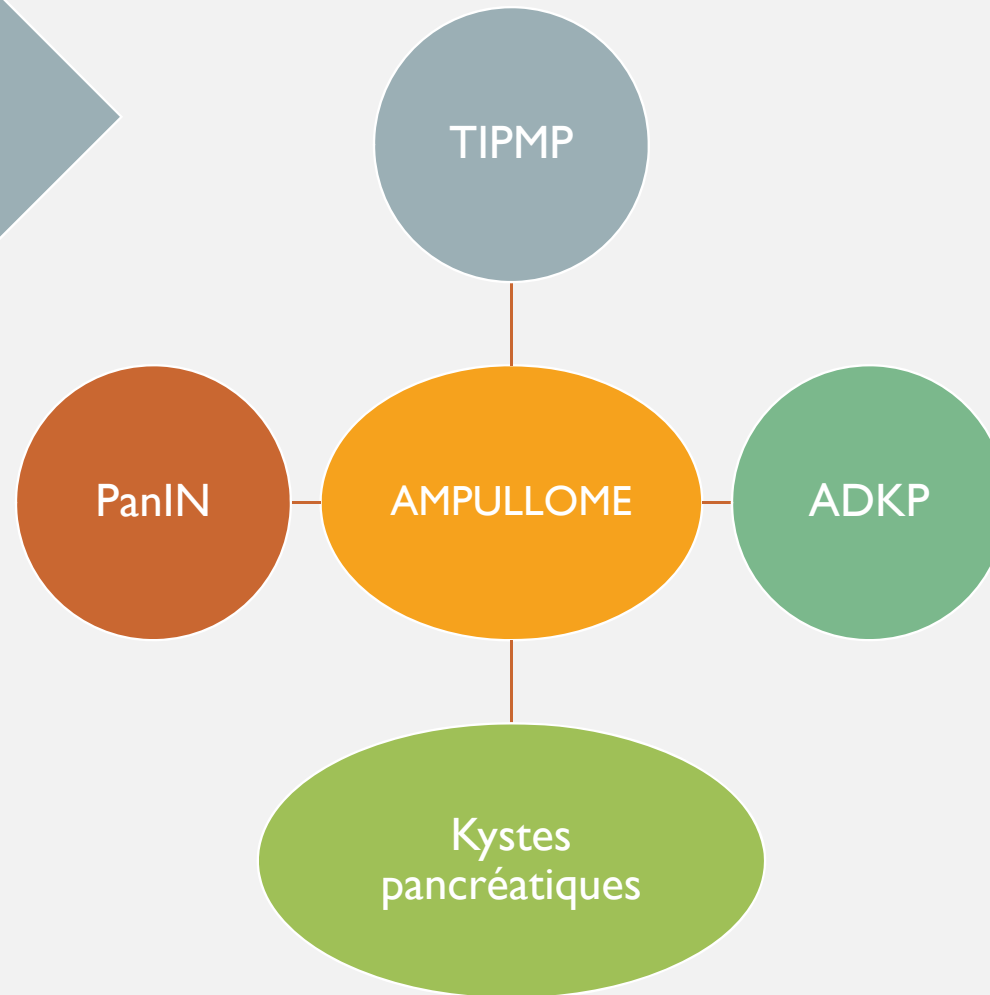 TIPMP
PanIN
AMPULLOME
ADKP
Kystes
pancréatiques